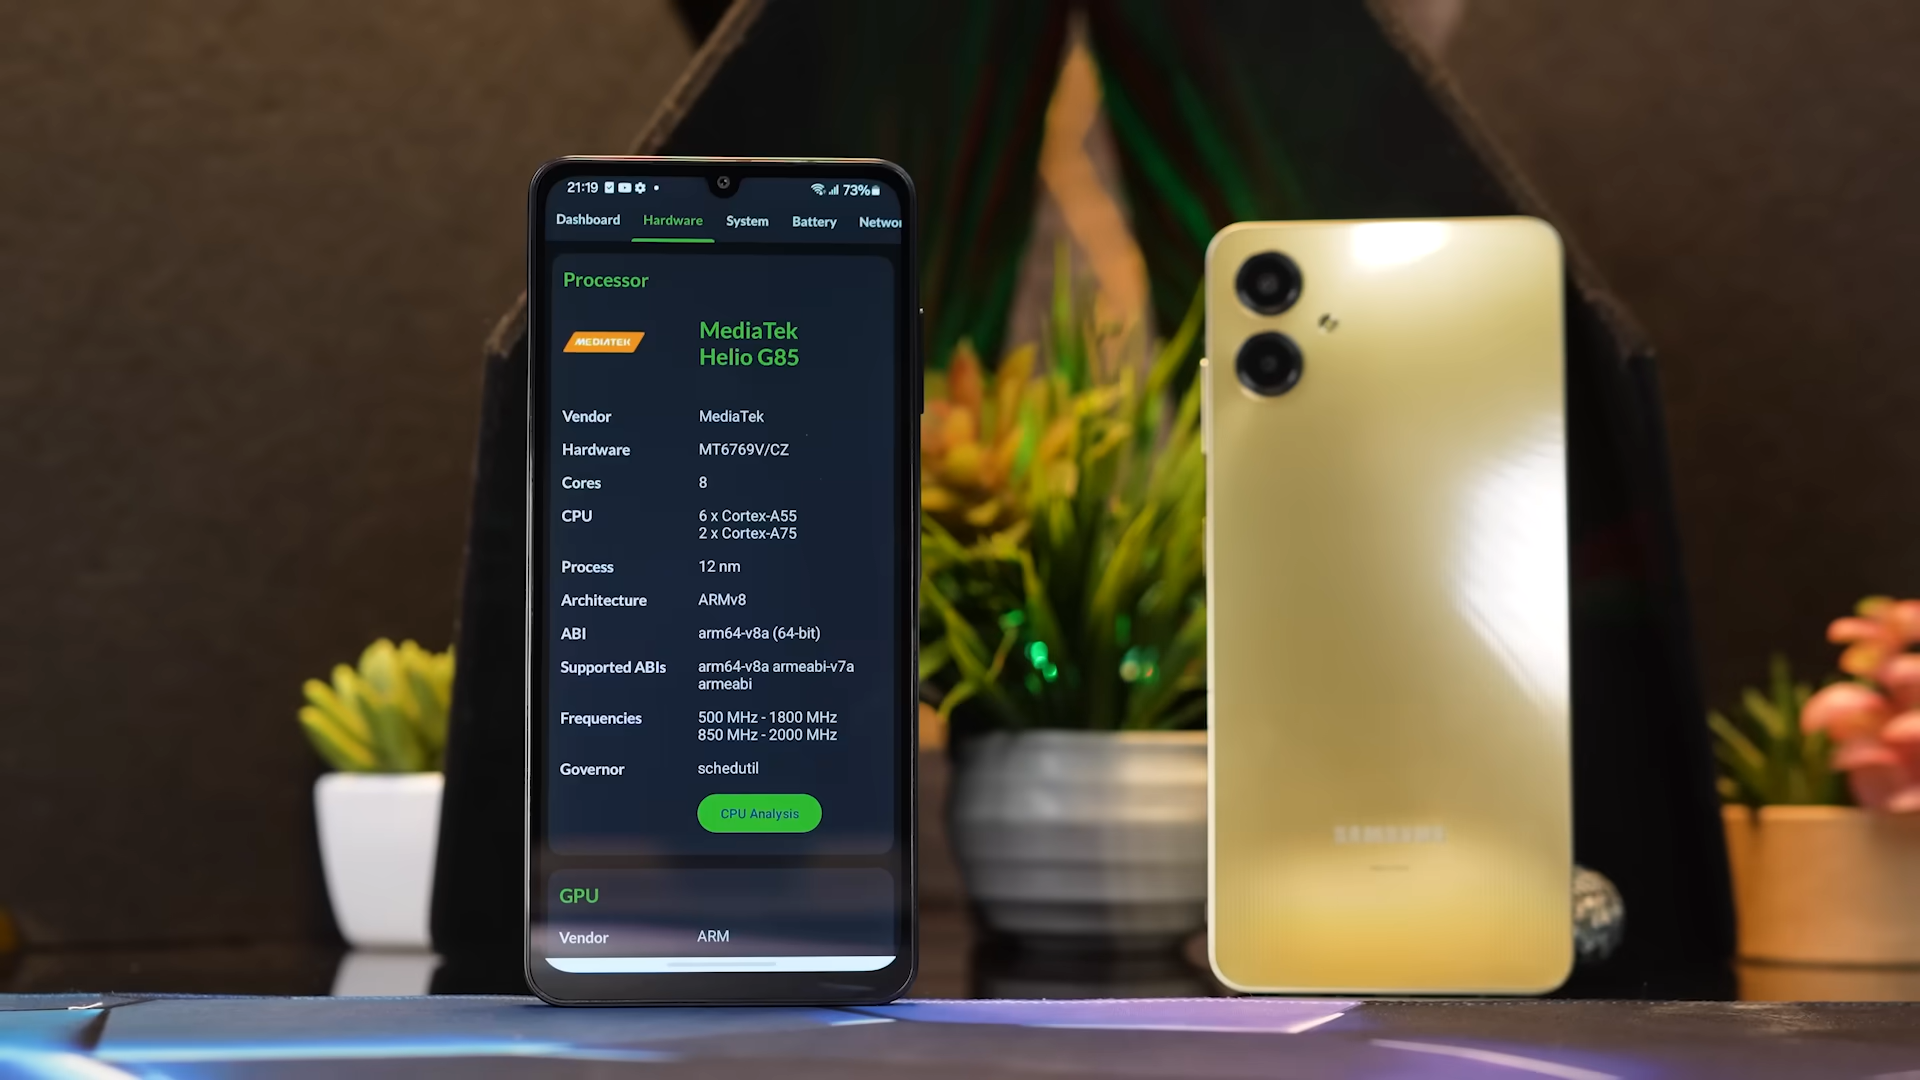 21:19
73%
Dashboard Hardware System Battery Networ
Processor
MEDIATEK
MediaTek
Helio G85
Vendor MediaTek
Hardware MT6769V/CZ
Cores 8
CPU 6 x Cortex-A55
2 x Cortex-A75
Process 12 nm
Architecture ARMv8
ABI arm64-v8a (64-bit)
Supported ABIs arm64-v8a armeabi-v7a
armeabi
Frequencies 500 MHz - 1800 MHz
850 MHz - 2000 MHz
Governor schedutil
CPU Analysis
GPU
Vendor ARM
SAMSUNG